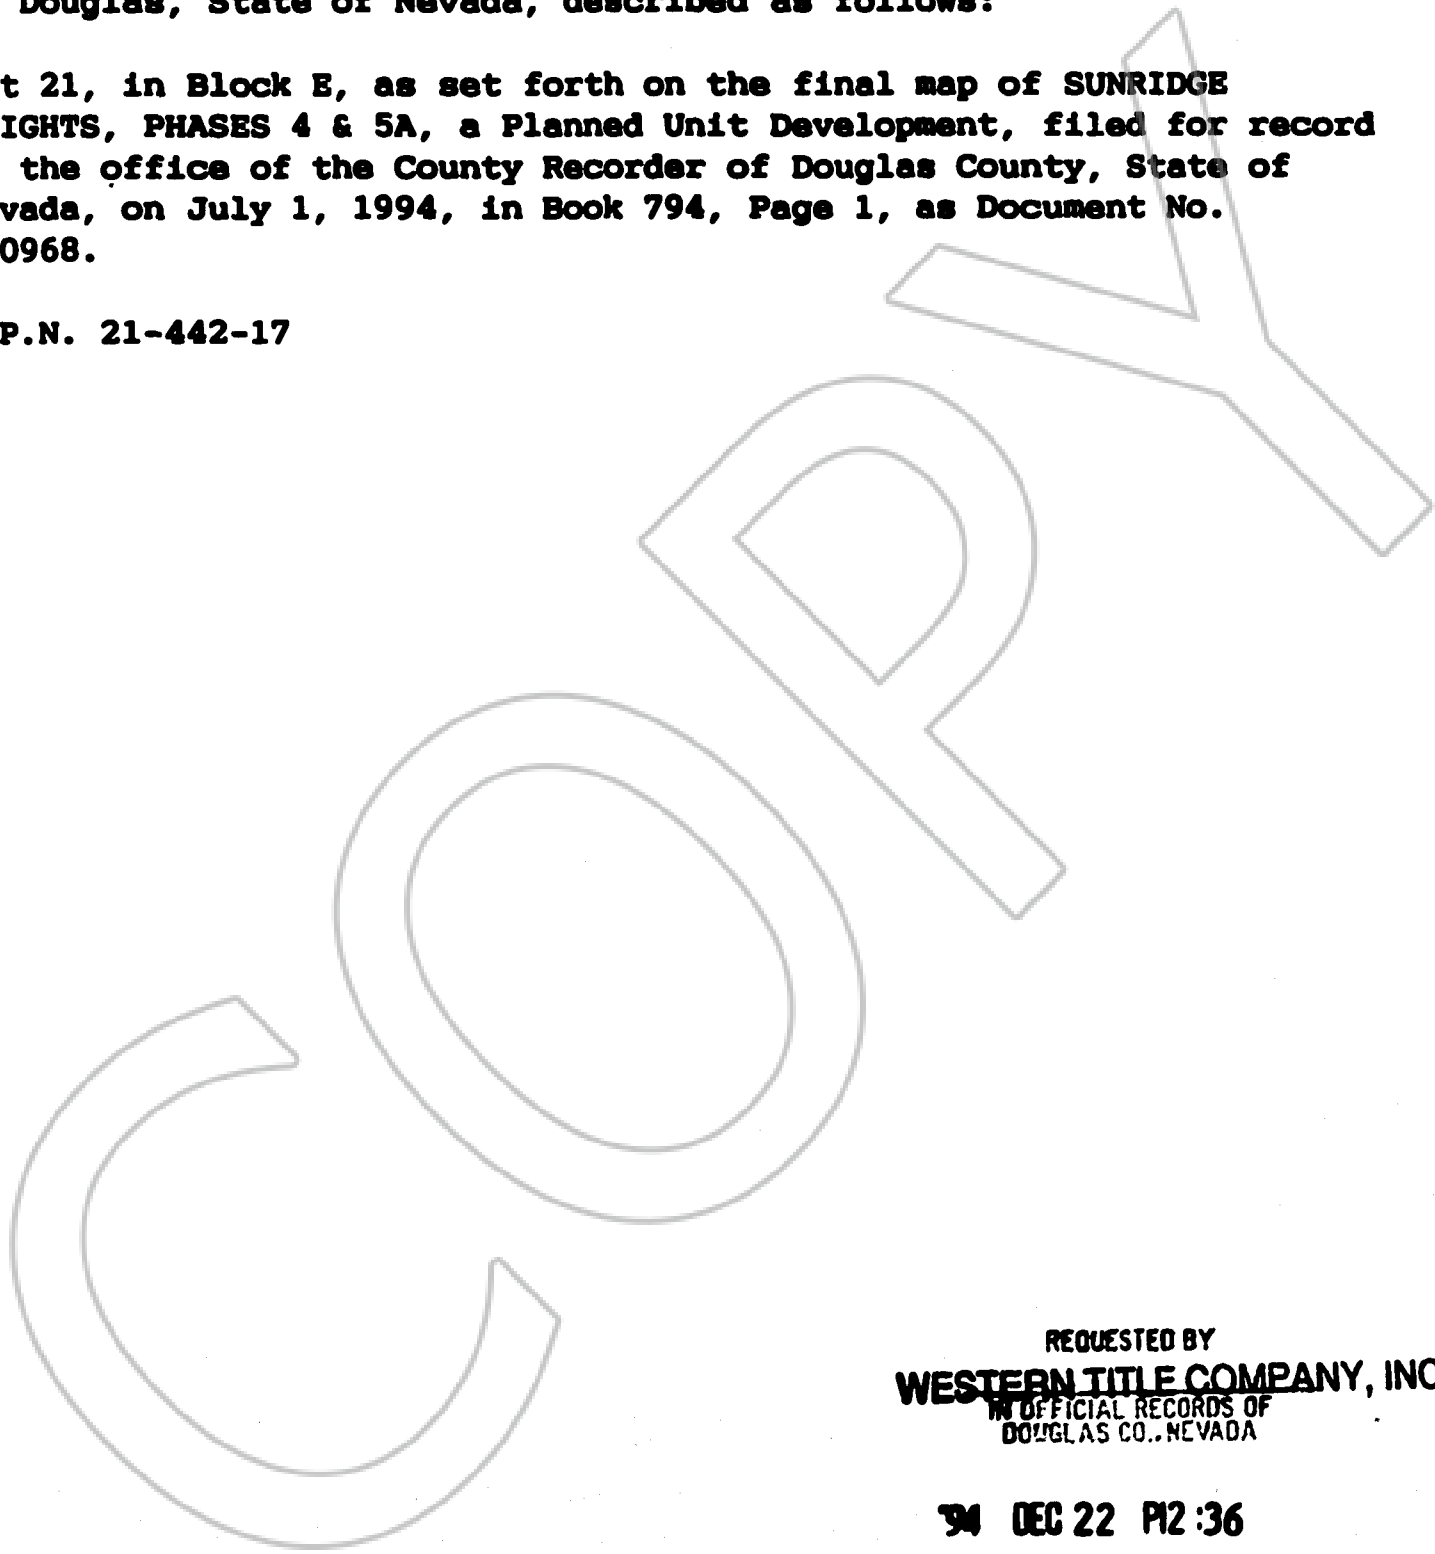 Douglas, State of Nevada, described as follows:
t 21, in Block E, as set forth on the final map of SUNRIDGE
IGHTS, PHASES 4 & 5A, a Planned Unit Development, filed for record
the office of the County Recorder of Douglas County, State of
vada, on July 1, 1994, in Book 794, Page 1, as Document No.
0968.
P.N. 21-442-17
COPY
REQUESTED BY
WESTERN TITLE COMPANY, INC
IN OFFICIAL RECORDS OF
DOUGLAS CO., NEVADA
'94 DEC 22 P12:36